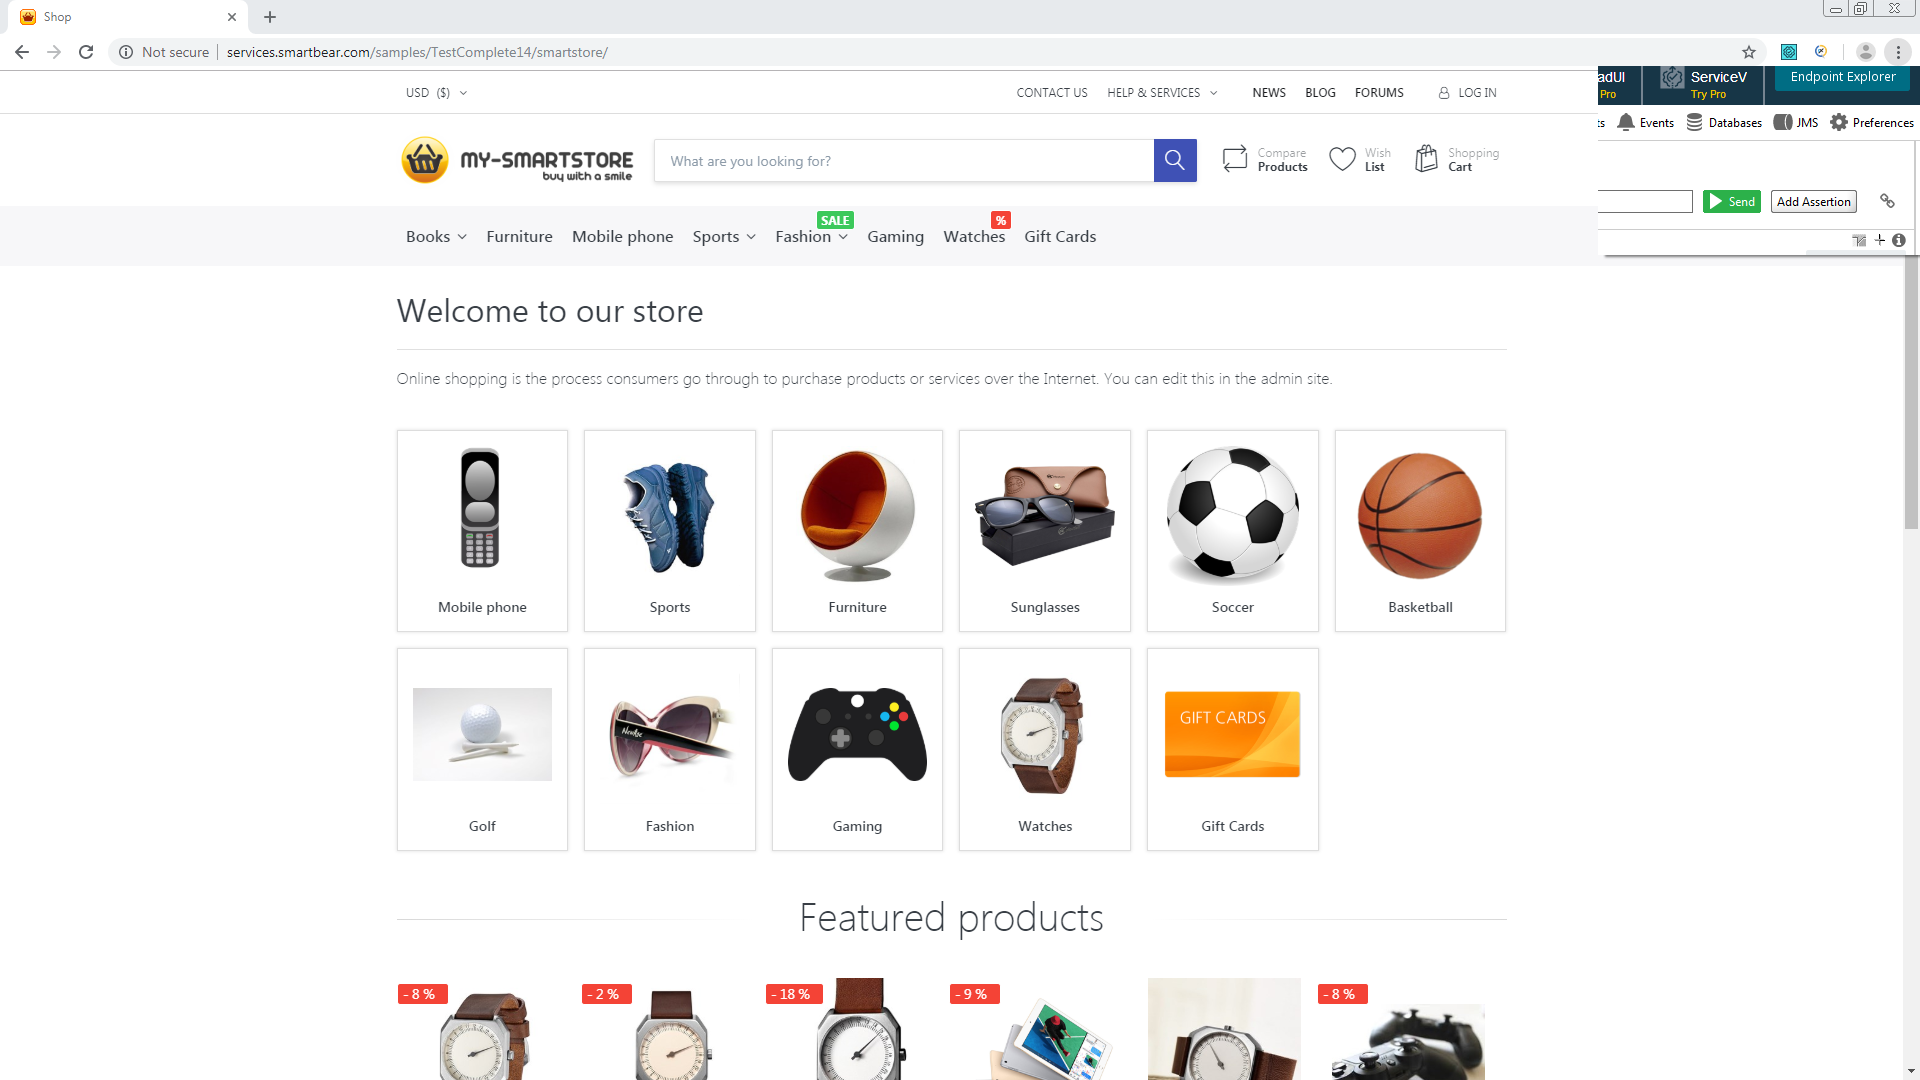 Shop
Not secure services.smartbear.com/samples/TestComplete14/smartstore/
adUI
Pro
ServiceV
Try Pro
Endpoint Explorer
USD ($)
CONTACT US HELP & SERVICES NEWS BLOG FORUMS LOG IN
ts Events Databases JMS Preferences
MY-SMARTSTORE
buy with a smile
What are you looking for?
Compare
Products
Wish
List
Shopping
Cart
Send Add Assertion
SALE %
Books Furniture Mobile phone Sports Fashion Gaming Watches Gift Cards
Welcome to our store
Online shopping is the process consumers go through to purchase products or services over the Internet. You can edit this in the admin site.
Mobile phone Sports Furniture Sunglasses Soccer Basketball
GIFT CARDS
Golf Fashion Gaming Watches Gift Cards
Featured products
- 8 % - 2 % - 18 % - 9 % - 8 %